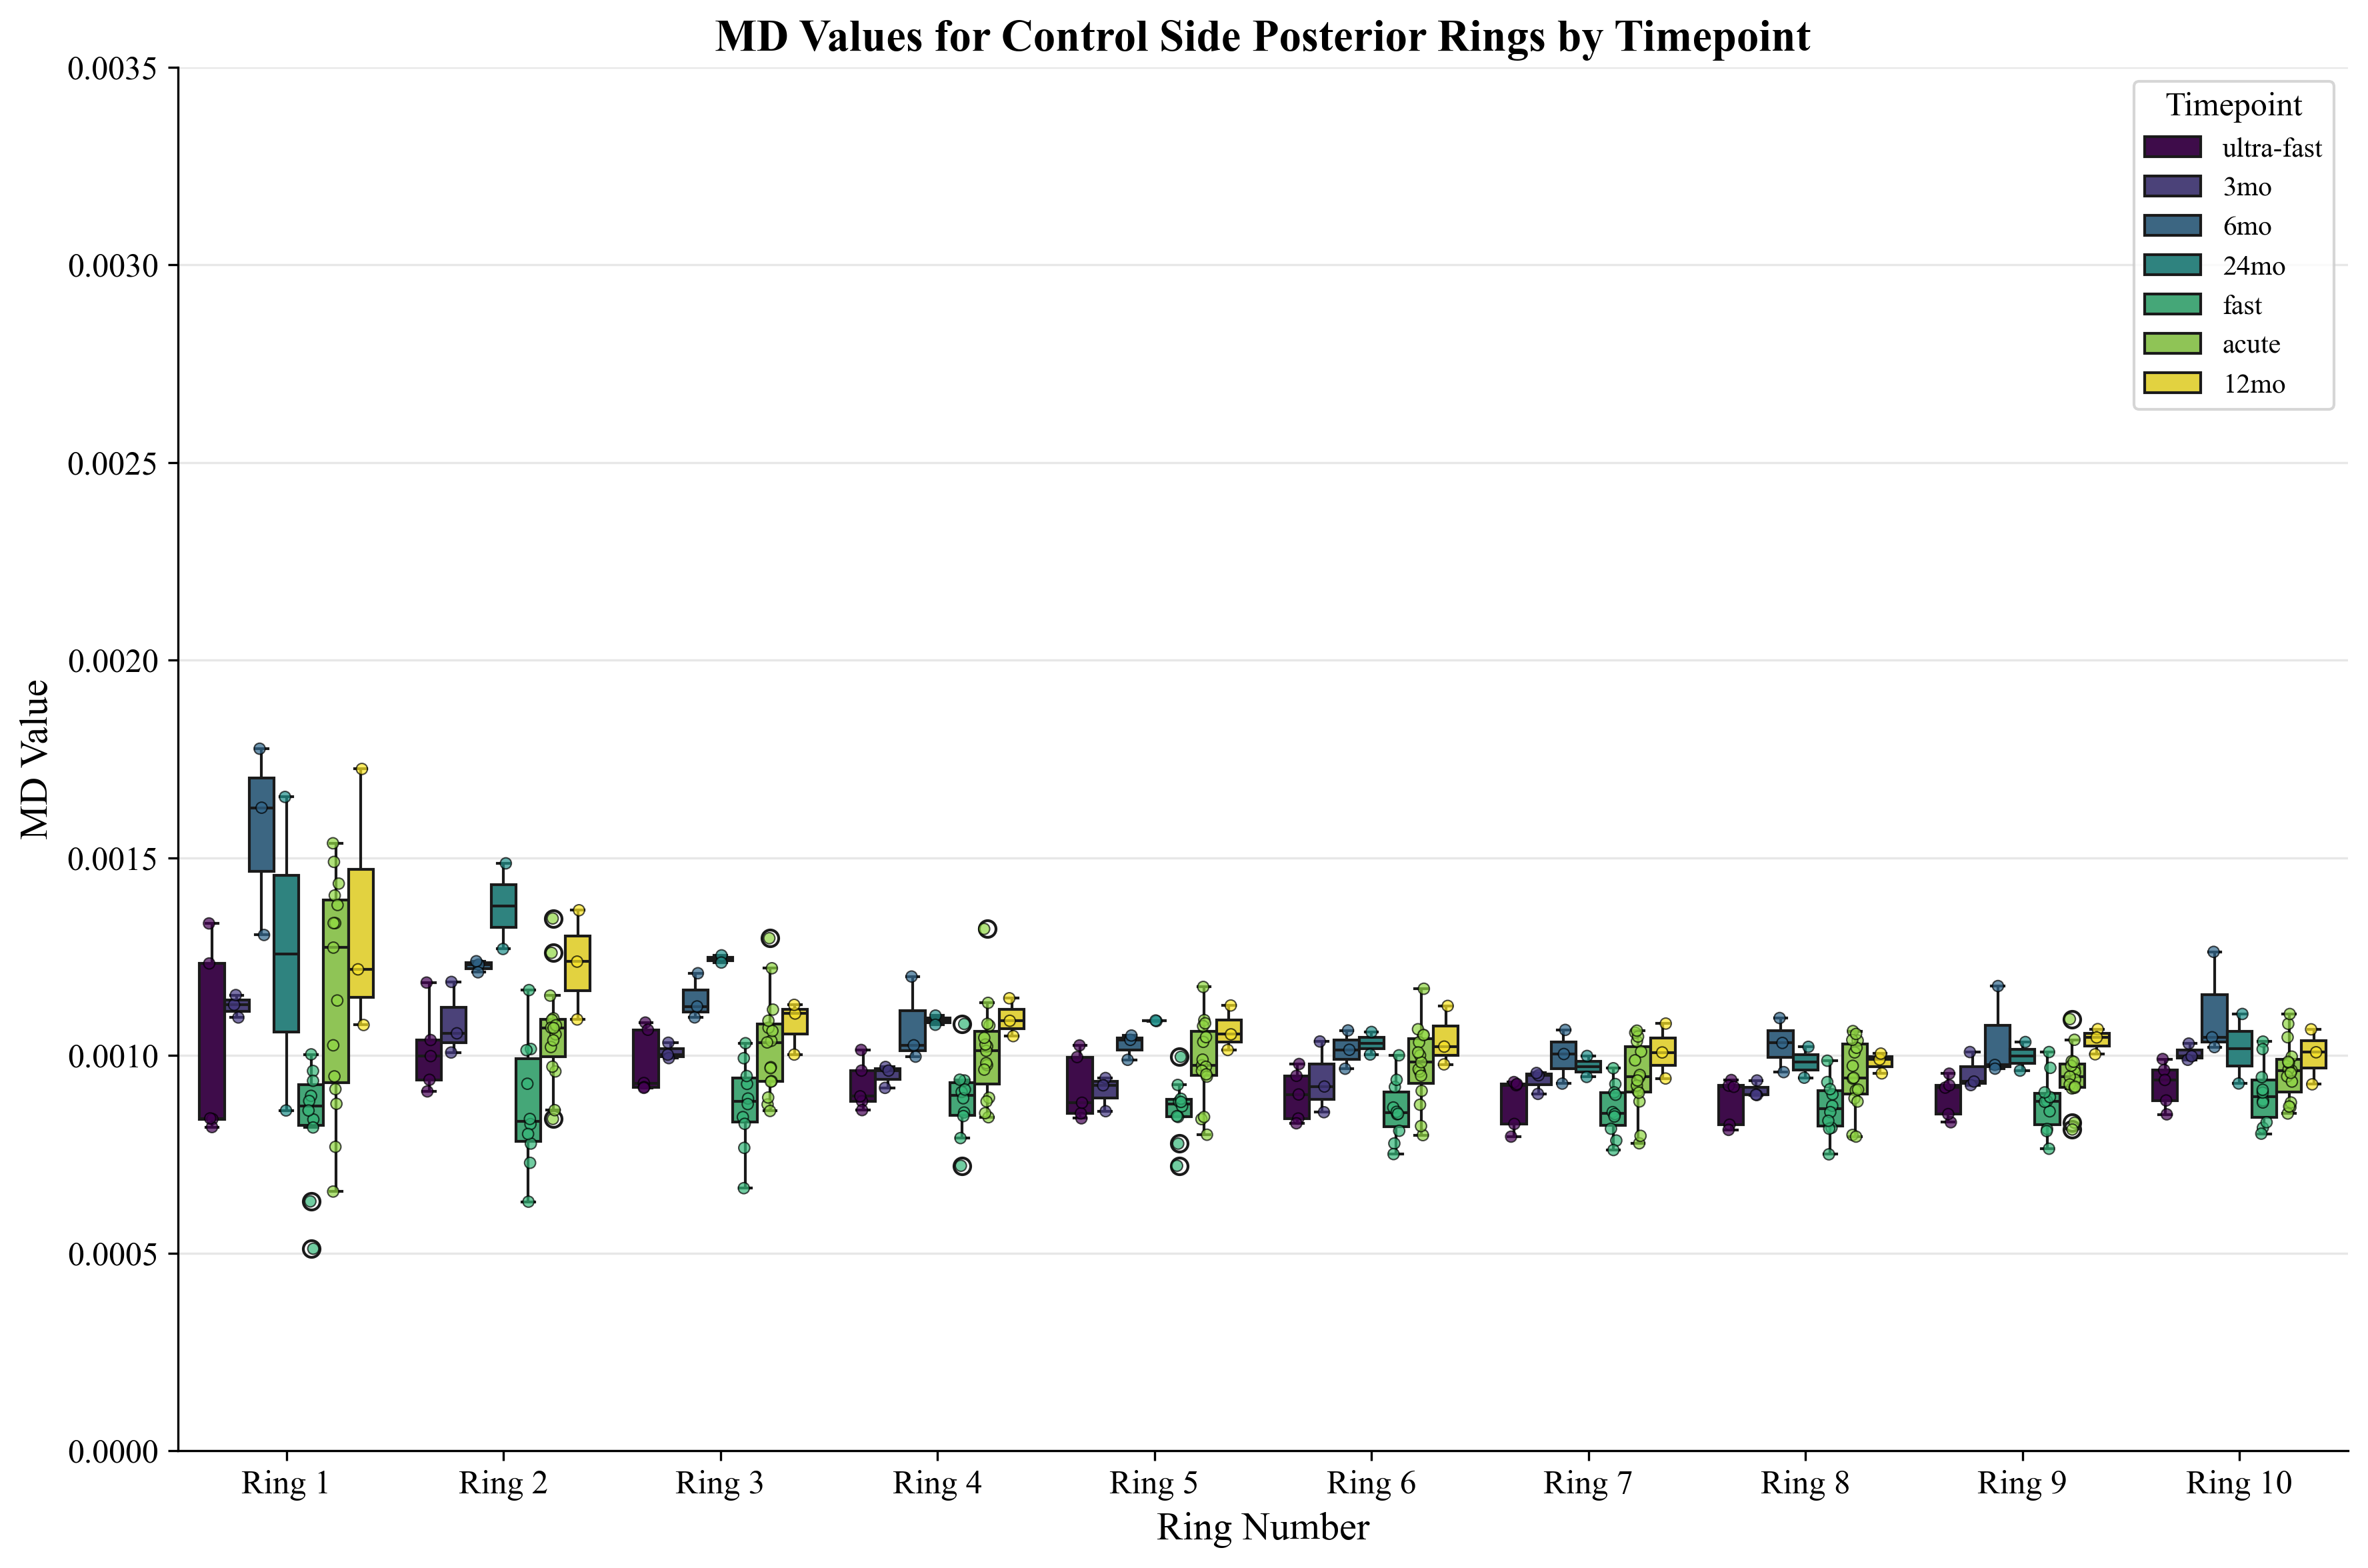 MD Values for Control Side Posterior Rings by Timepoint
0.0035
0.0030
0.0025
0.0020
0.0015
0.0010
0.0005
0.0000
MD Value
Timepoint
ultra-fast
3mo
6mo
24mo
fast
acute
12mo
Ring 1 Ring 2 Ring 3 Ring 4 Ring 5 Ring 6 Ring 7 Ring 8 Ring 9 Ring 10
Ring Number